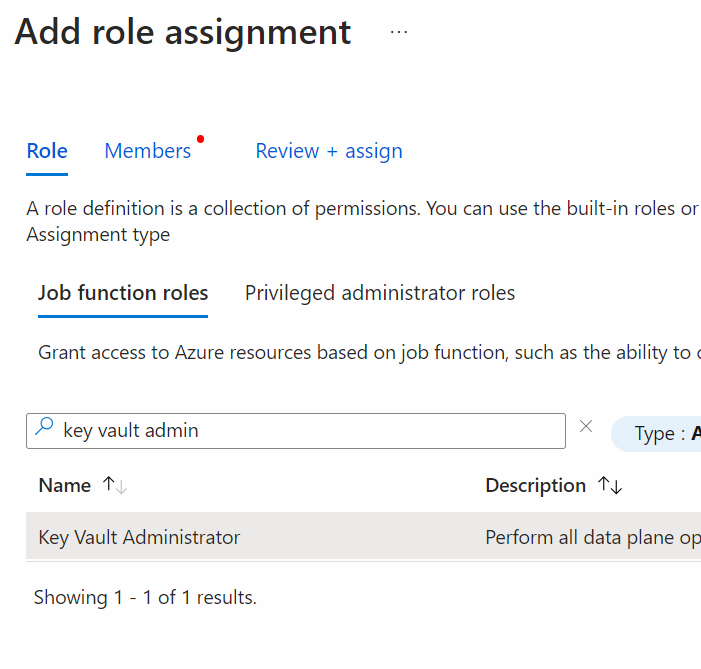 Add role assignment ...
Role Members Review + assign
A role definition is a collection of permissions. You can use the built-in roles or
Assignment type
Job function roles Privileged administrator roles
Grant access to Azure resources based on job function, such as the ability to
key vault admin Type :
Name Description
Key Vault Administrator Perform all data plane op
Showing 1 - 1 of 1 results.